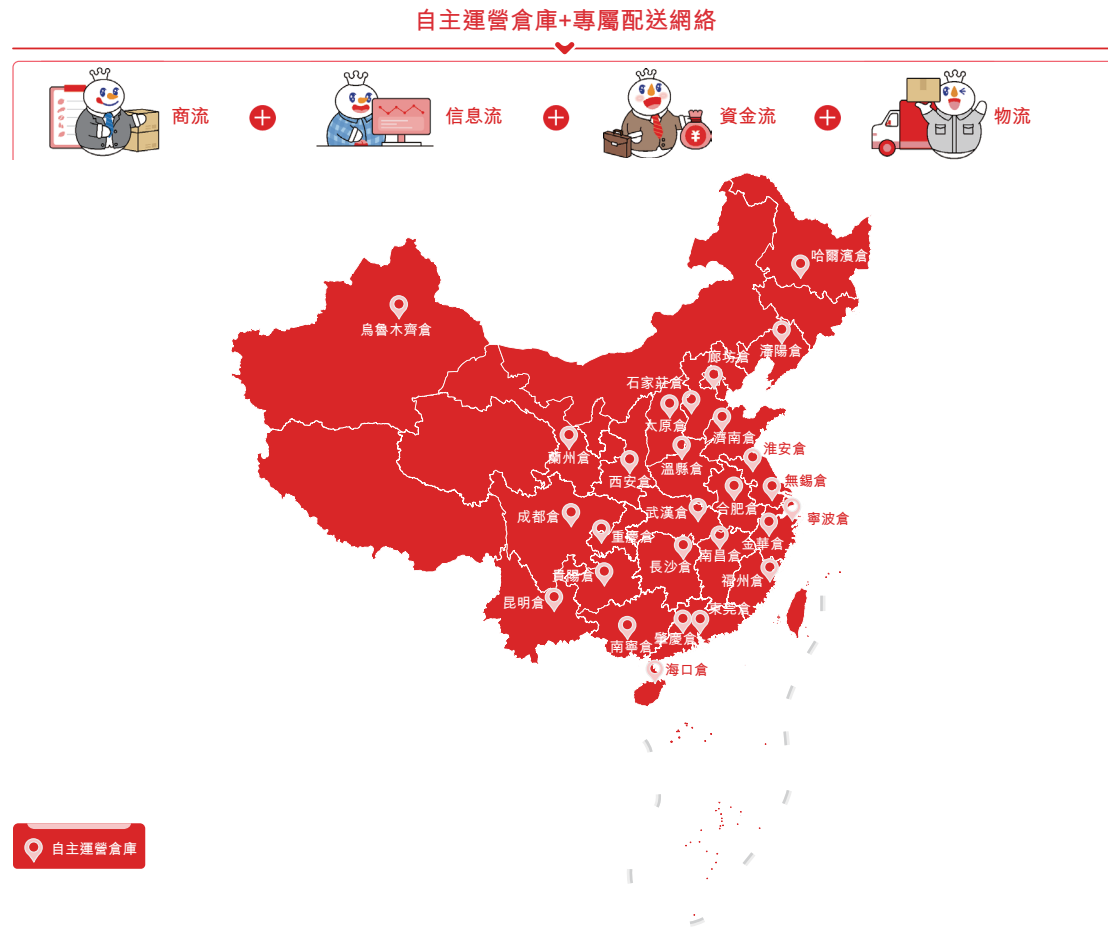 自主運營倉庫+專屬配送網絡
商流
信息流
資金流
物流
哈爾濱倉
烏魯木齊倉
瀋陽倉
廊坊倉
石家莊倉
太原倉
濟南倉
淮安倉
蘭州倉
溫縣倉
西安倉
無錫倉
合肥倉
武漢倉
成都倉
寧波倉
重慶倉
金華倉
南昌倉
長沙倉
貴陽倉
福州倉
昆明倉
東莞倉
肇慶倉
南寧倉
海口倉
¥
自主運營倉庫